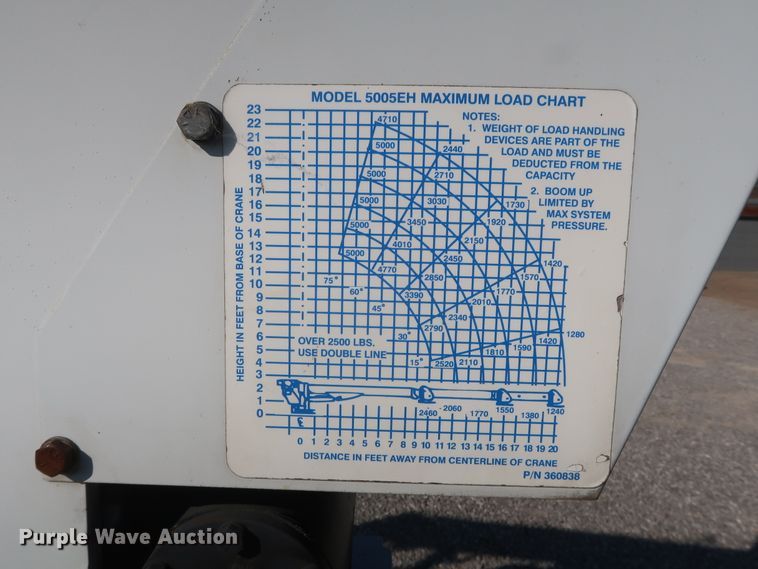 MODEL 5005EH MAXIMUM LOAD CHART
NOTES:
1. WEIGHT OF LOAD HANDLING
DEVICES ARE PART OF THE
LOAD AND MUST BE
DEDUCTED FROM THE
CAPACITY
2. BOOM UP
LIMITED BY
MAX SYSTEM
PRESSURE.
HEIGHT IN FEET FROM BASE OF CRANE
23
22
21
20
19
18
17
16
15
14
13
12
11
10
9
8
7
6
5
4
3
2
1
0
4710
5000 2440
5000 2710
5000 3030 1730
5000 3450 1920
5000 4010 2150
4770 2450 1420
75° 2850 1570
60° 3390 1770
45° 2010
2340
30° 2790 1280
15° 2520 2110 1810 1590 1420
OVER 2500 LBS.
USE DOUBLE LINE
2460 2060 1770 1550 1380 1240
0 1 2 3 4 5 6 7 8 9 10 11 12 13 14 15 16 17 18 19 20
DISTANCE IN FEET AWAY FROM CENTERLINE OF CRANE
P/N 360838
Purple Wave Auction